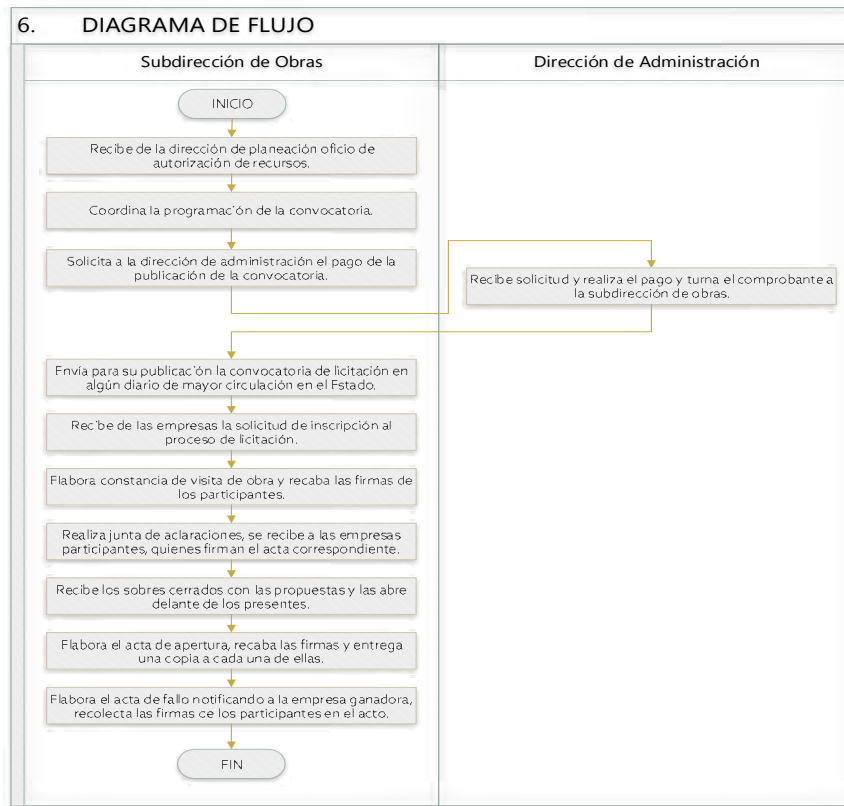 6. DIAGRAMA DE FLUJO
Subdirección de Obras
Dirección de Administración
INICIO
Recibe de la dirección de planeación oficio de
autorización de recursos.
Coordina la programación de la convocatoria.
Solicita a la dirección de administración el pago de la
publicación de la convocatoria.
Recibe solicitud y realiza el pago y turna el comprobante a
la subdirección de obras.
Envía para su publicación la convocatoria de licitación en
algún diario de mayor circulación en el Estado.
Recibe de las empresas la solicitud de inscripción al
proceso de licitación.
Elabora constancia de visita de obra y recaba las firmas de
los participantes.
Realiza junta de aclaraciones, se recibe a las empresas
participantes, quienes firman el acta correspondiente.
Recibe los sobres cerrados con las propuestas y las abre
delante de los presentes.
Elabora el acta de apertura, recaba las firmas y entrega
una copia a cada una de ellas.
Elabora el acta de fallo notificando a la empresa ganadora,
recolecta las firmas de los participantes en el acto.
FIN